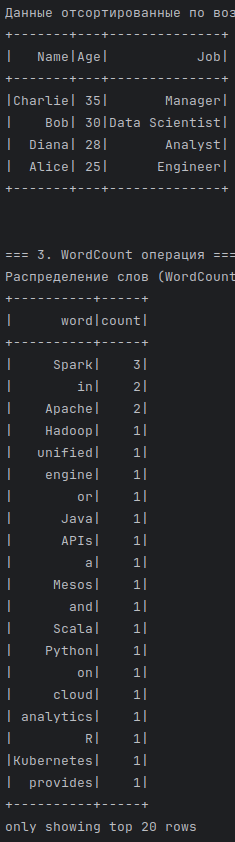 Данные отсортированные по воз
+-------+---+--------------+
|   Name|Age|           Job|
+-------+---+--------------+
|Charlie| 35|       Manager|
|    Bob| 30|Data Scientist|
|  Diana| 28|       Analyst|
|  Alice| 25|      Engineer|
+-------+---+--------------+
=== 3. WordCount операция ===
Распределение слов (WordCount
+----------+-----+
|      word|count|
+----------+-----+
|     Spark|    3|
|        in|    2|
|    Apache|    2|
|    Hadoop|    1|
|   unified|    1|
|    engine|    1|
|        or|    1|
|      Java|    1|
|      APIs|    1|
|         a|    1|
|     Mesos|    1|
|       and|    1|
|     Scala|    1|
|    Python|    1|
|        on|    1|
|     cloud|    1|
| analytics|    1|
|         R|    1|
|Kubernetes|    1|
|  provides|    1|
+----------+-----+
only showing top 20 rows